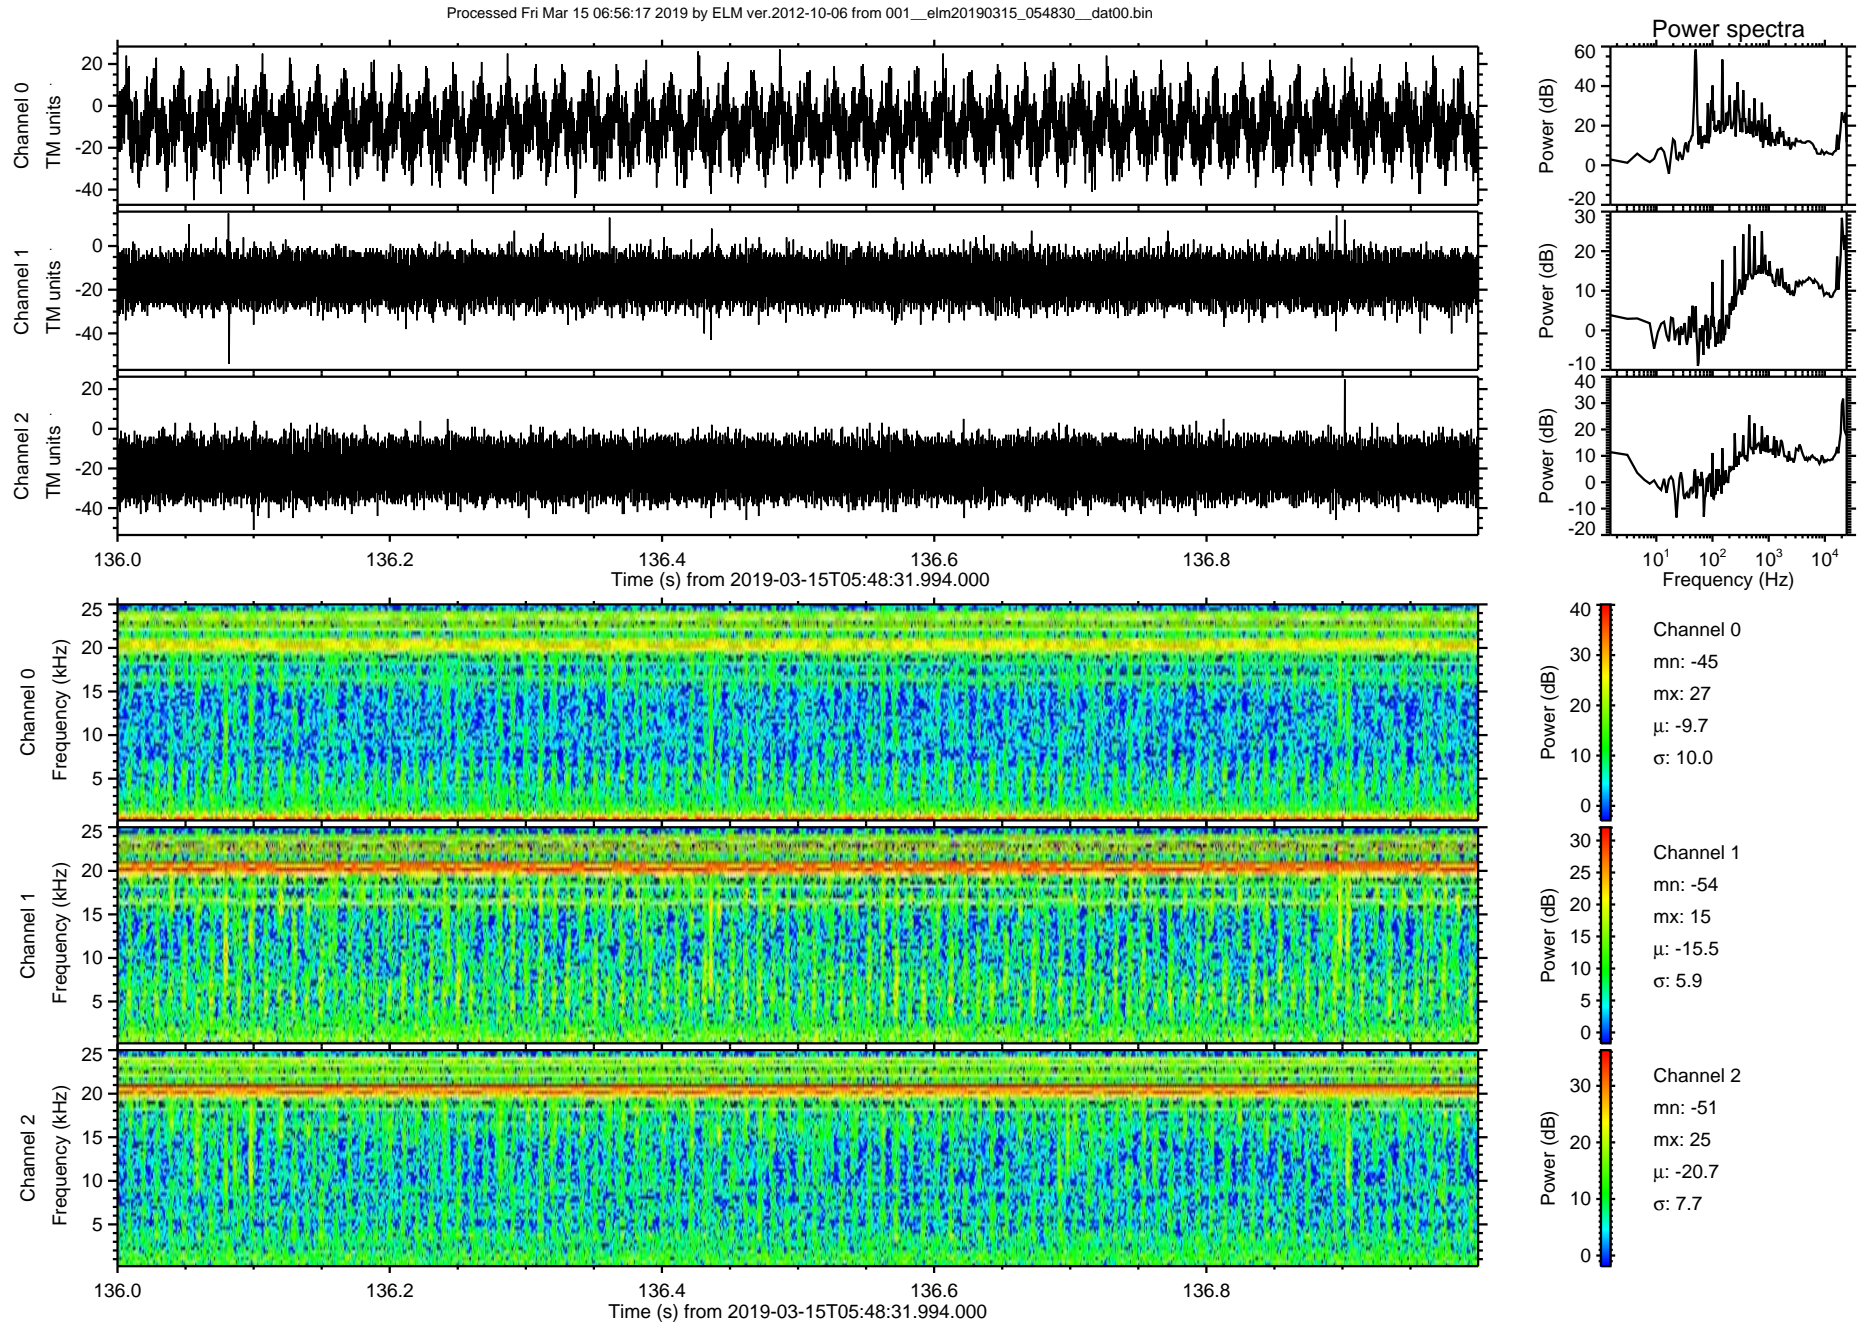 Processed Fri Mar 15 06:56:17 2019 by ELM ver.2012-10-06 from 001__elm20190315_054830__dat00.bin
Power spectra
Channel 0
TM units
20
0
-20
-40
Power (dB)
60
40
20
0
-20
Channel 1
TM units
0
-20
-40
Power (dB)
30
20
10
0
-10
Channel 2
TM units
20
0
-20
-40
Power (dB)
40
30
20
10
0
-10
-20
136.0 136.2 136.4 136.6 136.8
Time (s) from 2019-03-15T05:48:31.994.000
10^1 10^2 10^3 10^4
Frequency (Hz)
Channel 0
Frequency (kHz)
25
20
15
10
5
Power (dB)
40
30
20
10
0
Channel 0
mn: -45
mx: 27
μ: -9.7
σ: 10.0
Channel 1
Frequency (kHz)
25
20
15
10
5
Power (dB)
30
25
20
15
10
5
0
Channel 1
mn: -54
mx: 15
μ: -15.5
σ: 5.9
Channel 2
Frequency (kHz)
25
20
15
10
5
Power (dB)
30
20
10
0
Channel 2
mn: -51
mx: 25
μ: -20.7
σ: 7.7
136.0 136.2 136.4 136.6 136.8
Time (s) from 2019-03-15T05:48:31.994.000